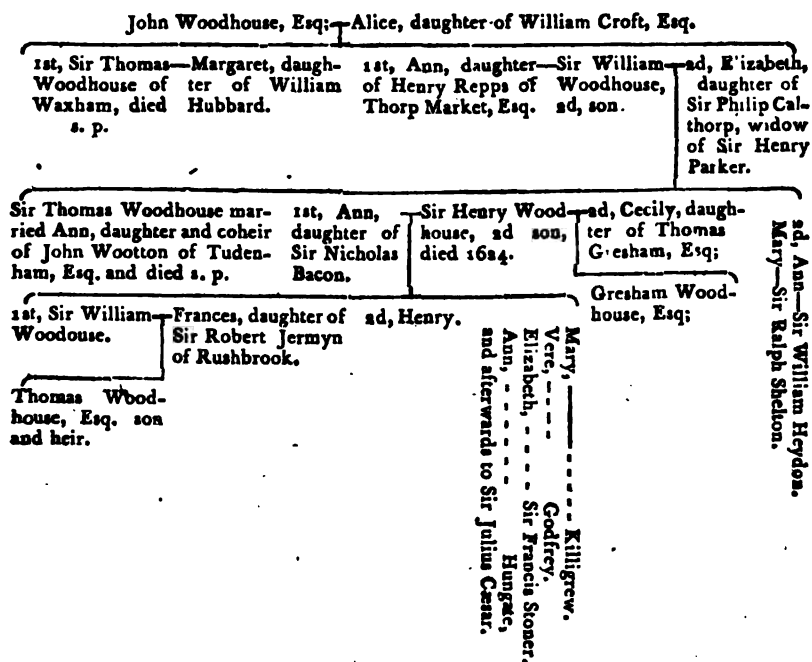 John Woodhouse, Esq;—Alice, daughter of William Croft, Esq.
1st, Sir Thomas—Margaret, daugh-
Woodhouse of ter of William
Waxham, died Hubbard.
s. p.
1st, Ann, daughter—Sir William—2d, E'izabeth,
of Henry Repps of Woodhouse, daughter of
Thorp Market, Esq. 2d, son. Sir Philip Cal-
thorp, widow
of Sir Henry
Parker.
Sir Thomas Woodhouse mar-
ried Ann, daughter and coheir
of John Wootton of Tuden-
ham, Esq. and died s. p.
1st, Ann,
daughter of
Sir Nicholas
Bacon.
Sir Henry Wood-
house, 2d son,
died 1624.
2d, Cecily, daugh-
ter of Thomas
Gresham, Esq;
Gresham Wood-
house, Esq;
2d, Ann—Sir William Heydon.
Mary—Sir Ralph Shelton.
1st, Sir William—Frances, daughter of
Woodouse. Sir Robert Jermyn
of Rushbrook.
2d, Henry.
Mary, ——— - - - - Killigrew.
Vere, - - - - Godfrey.
Elizabeth, - - - - Sir Francis Stoner.
Ann, - - - - - - Hungate,
and afterwards to Sir Julius Cæsar.
Thomas Wood-
house, Esq. son
and heir.